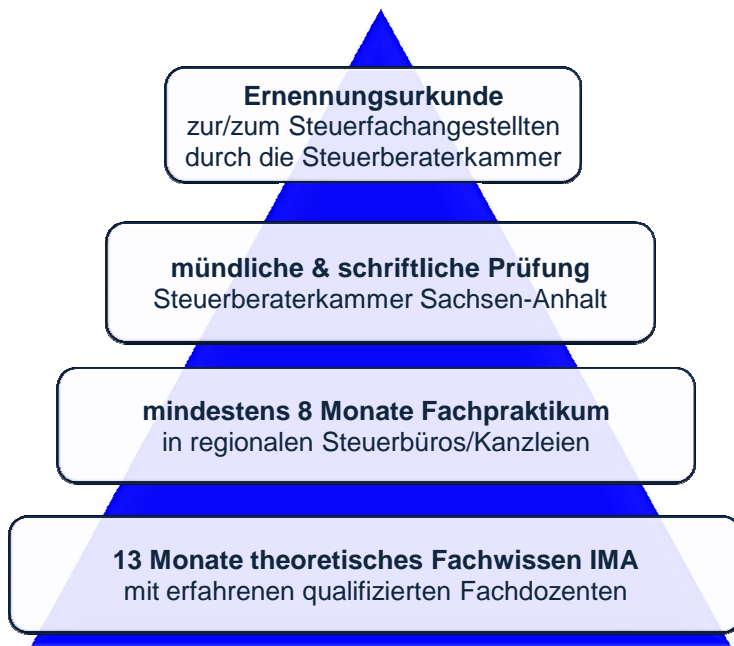 Ernennungsurkunde
zur/zum Steuerfachangestellten
durch die Steuerberaterkammer
mündliche & schriftliche Prüfung
Steuerberaterkammer Sachsen-Anhalt
mindestens 8 Monate Fachpraktikum
in regionalen Steuerbüros/Kanzleien
13 Monate theoretisches Fachwissen IMA
mit erfahrenen qualifizierten Fachdozenten